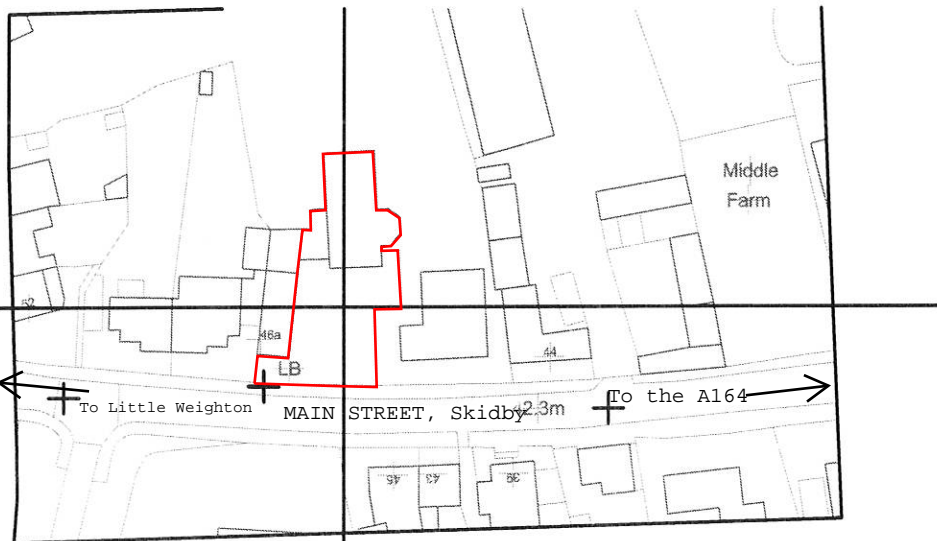 Middle
Farm
52
46a
44
LB
To Little Weighton
MAIN STREET, Skidby
42.3m
To the A164
45
43
39